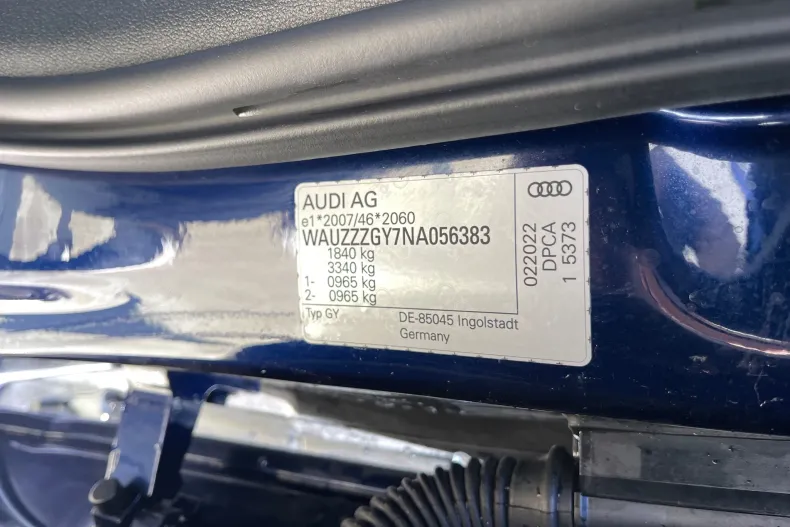 AUDI AG
e1*2007/46*2060
WAUZZZGY7NA056383
1840 kg
3340 kg
1- 0965 kg
2- 0965 kg
Typ GY
DE-85045 Ingolstadt
Germany
022022
DPCA
1 5373